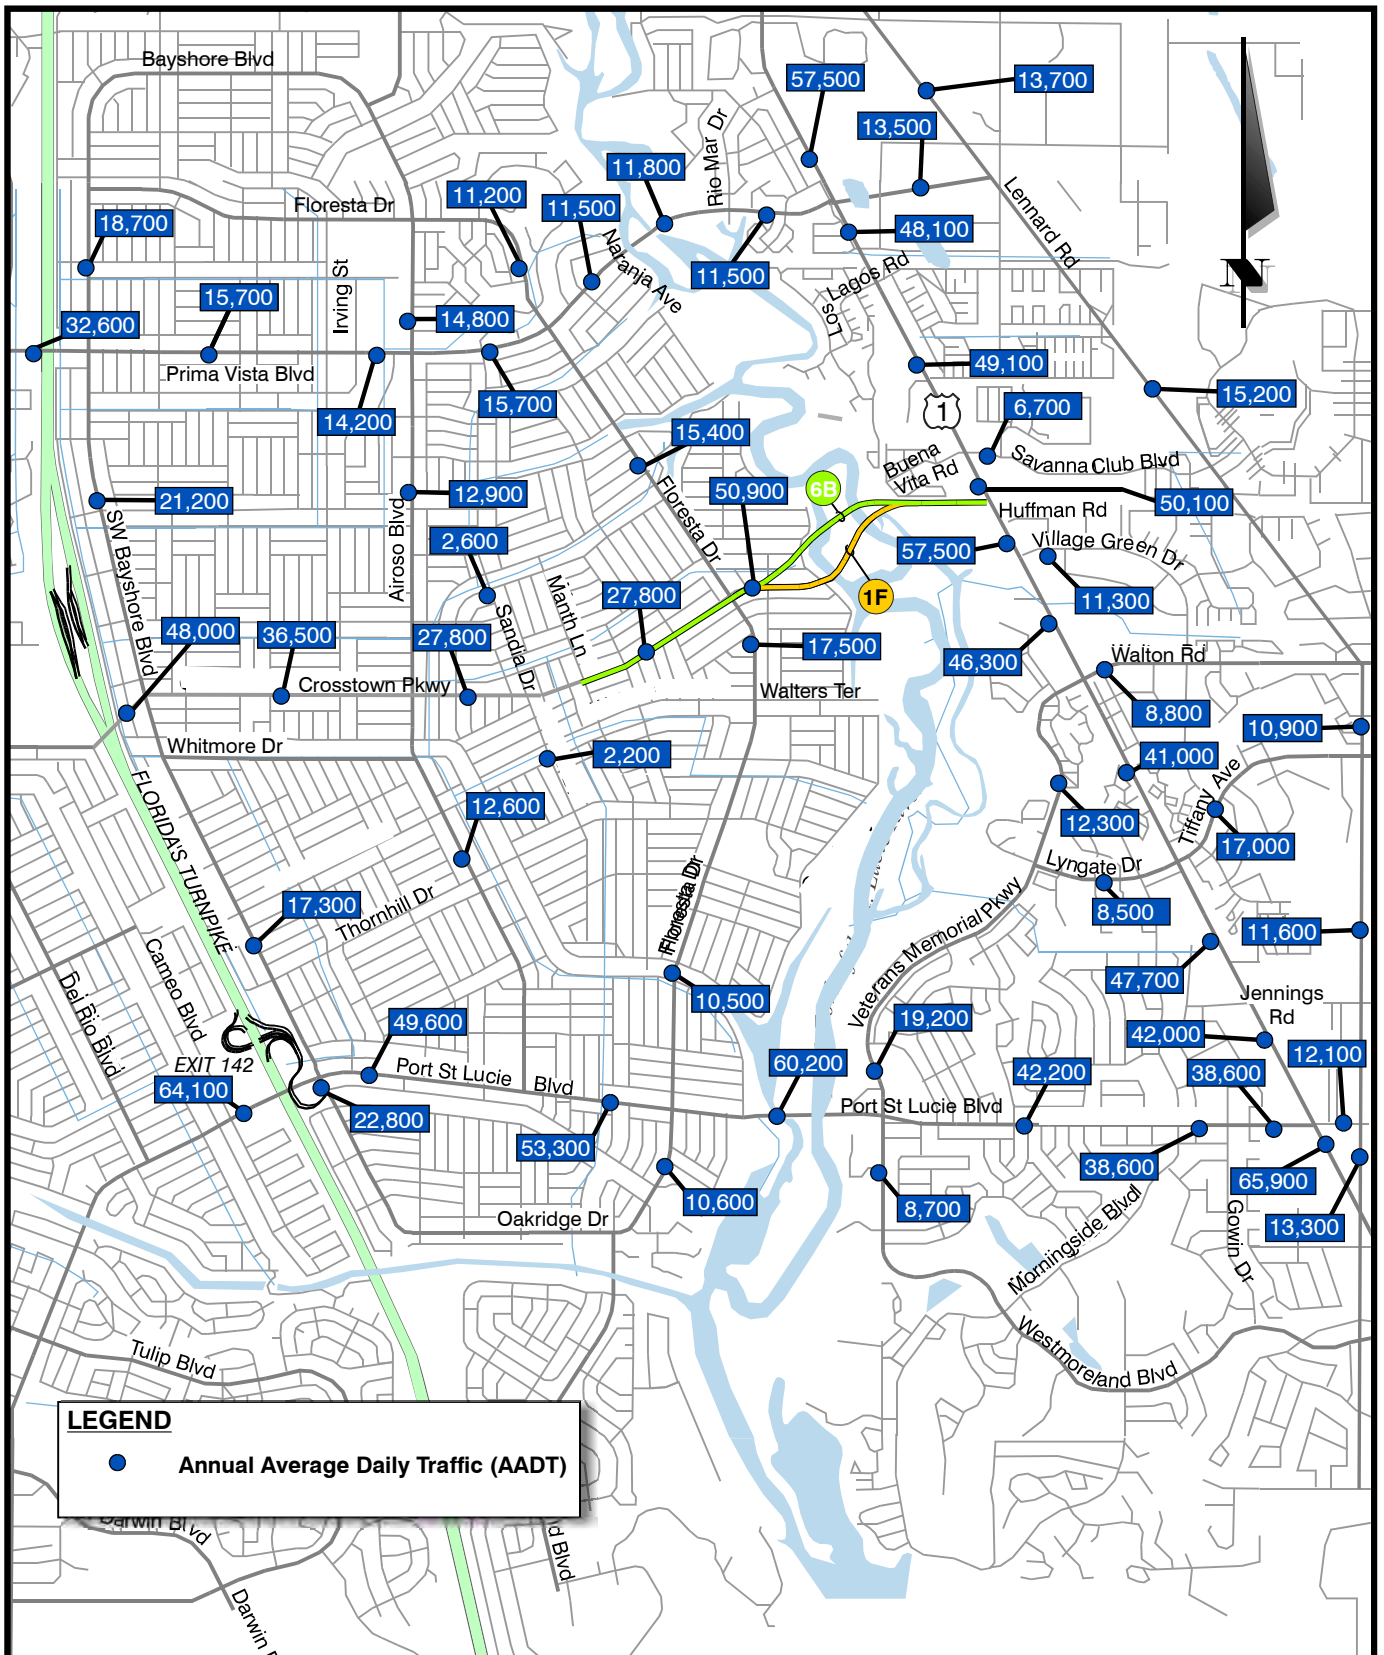 Bayshore Blvd
57,500
13,700
13,500
Rio Mar Dr
11,800
11,200
11,500
Floresta Dr
18,700
Lennard Rd
48,100
Naranja Ave
11,500
Los
Lagos Rd
N
Irving St
15,700
32,600
14,800
Prima Vista Blvd
49,100
15,700
14,200
15,200
6,700
1
15,400
Buena
Vita Rd
Savanna Club Blvd
50,900
6B
21,200
12,900
50,100
Huffman Rd
SW Bayshore Blvd
Airoso Blvd
Floresta Dr
2,600
57,500
Village Green Dr
27,800
1F
11,300
Manth Ln
Sandia Dr
48,000
36,500
27,800
17,500
46,300
Walton Rd
Crosstown Pkwy
Walters Ter
8,800
10,900
Whitmore Dr
2,200
41,000
FLORIDA'S TURNPIKE
12,600
12,300
Tiffany Ave
17,000
Lyngate Dr
17,300
Thornhill Dr
Floresta Dr
Floresta Dr
8,500
11,600
Cameo Blvd
Veterans Memorial Pkwy
47,700
Del Rio Blvd
10,500
Jennings
Rd
49,600
19,200
42,000
12,100
EXIT 142
60,200
42,200
38,600
64,100
Port St Lucie Blvd
Port St Lucie Blvd
22,800
53,300
38,600
65,900
10,600
8,700
Oakridge Dr
Morningside Blvd
Gowin Dr
13,300
Tulip Blvd
Westmoreland Blvd
LEGEND
Annual Average Daily Traffic (AADT)
Darwin Blvd
d Blvd
Darwin